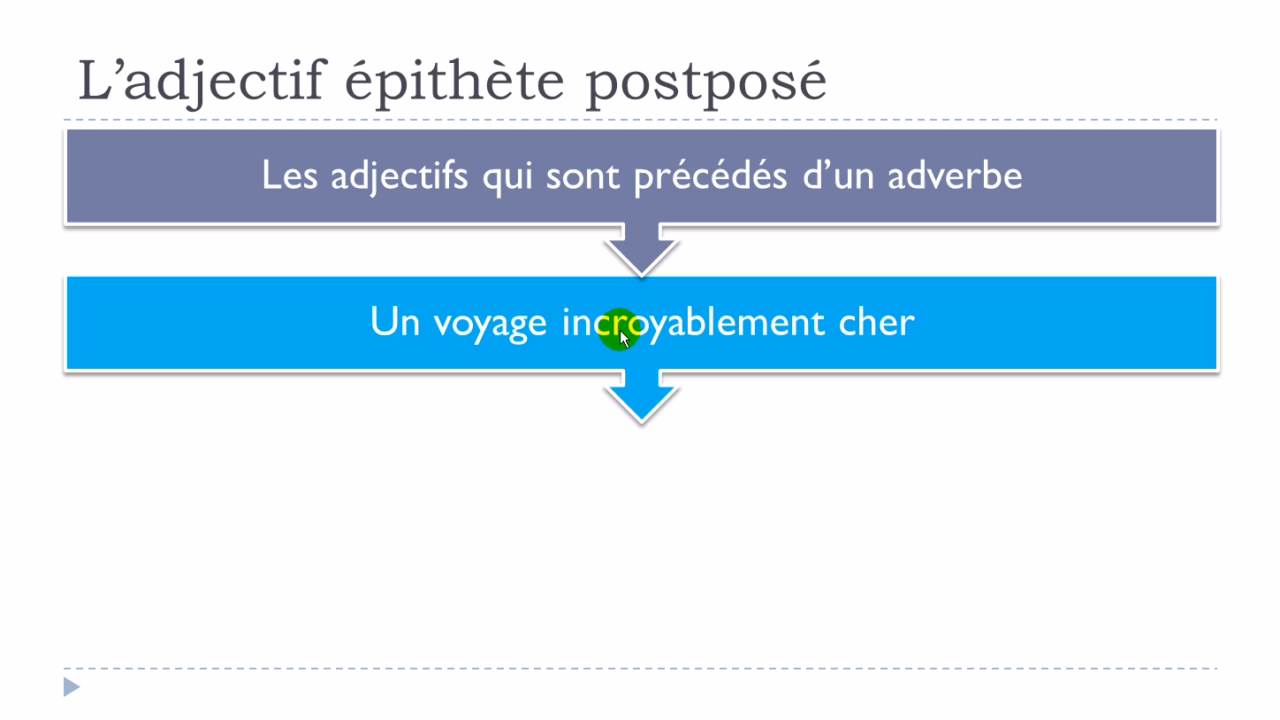 L’adjectif épithète postposé
Les adjectifs qui sont précédés d’un adverbe
Un voyage incroyablement cher